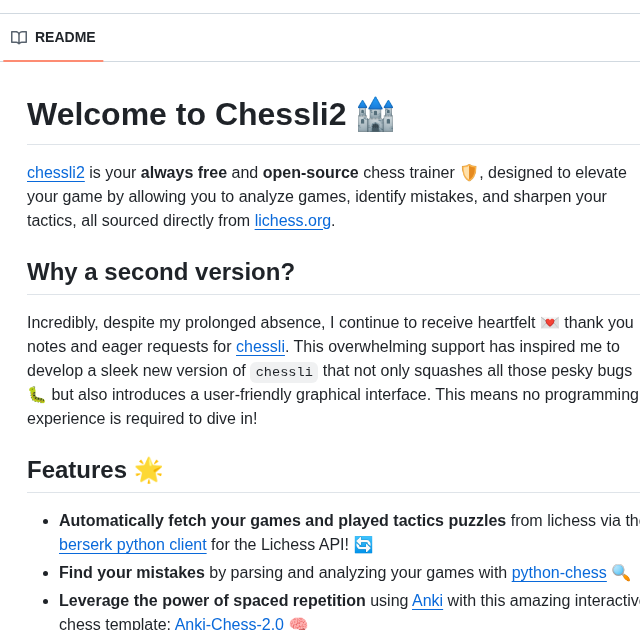 README
Welcome to Chessli2 🏰
chessli2 is your always free and open-source chess trainer 🛡️, designed to elevate
your game by allowing you to analyze games, identify mistakes, and sharpen your
tactics, all sourced directly from lichess.org.
Why a second version?
Incredibly, despite my prolonged absence, I continue to receive heartfelt 💌 thank you
notes and eager requests for chessli. This overwhelming support has inspired me to
develop a sleek new version of chessli that not only squashes all those pesky bugs
🐛 but also introduces a user-friendly graphical interface. This means no programming
experience is required to dive in!
Features 🌟
• Automatically fetch your games and played tactics puzzles from lichess via
berserk python client for the Lichess API! 🔄
• Find your mistakes by parsing and analyzing your games with python-chess 🔍
• Leverage the power of spaced repetition using Anki with this amazing
chess template: Anki-Chess-2.0 🧠